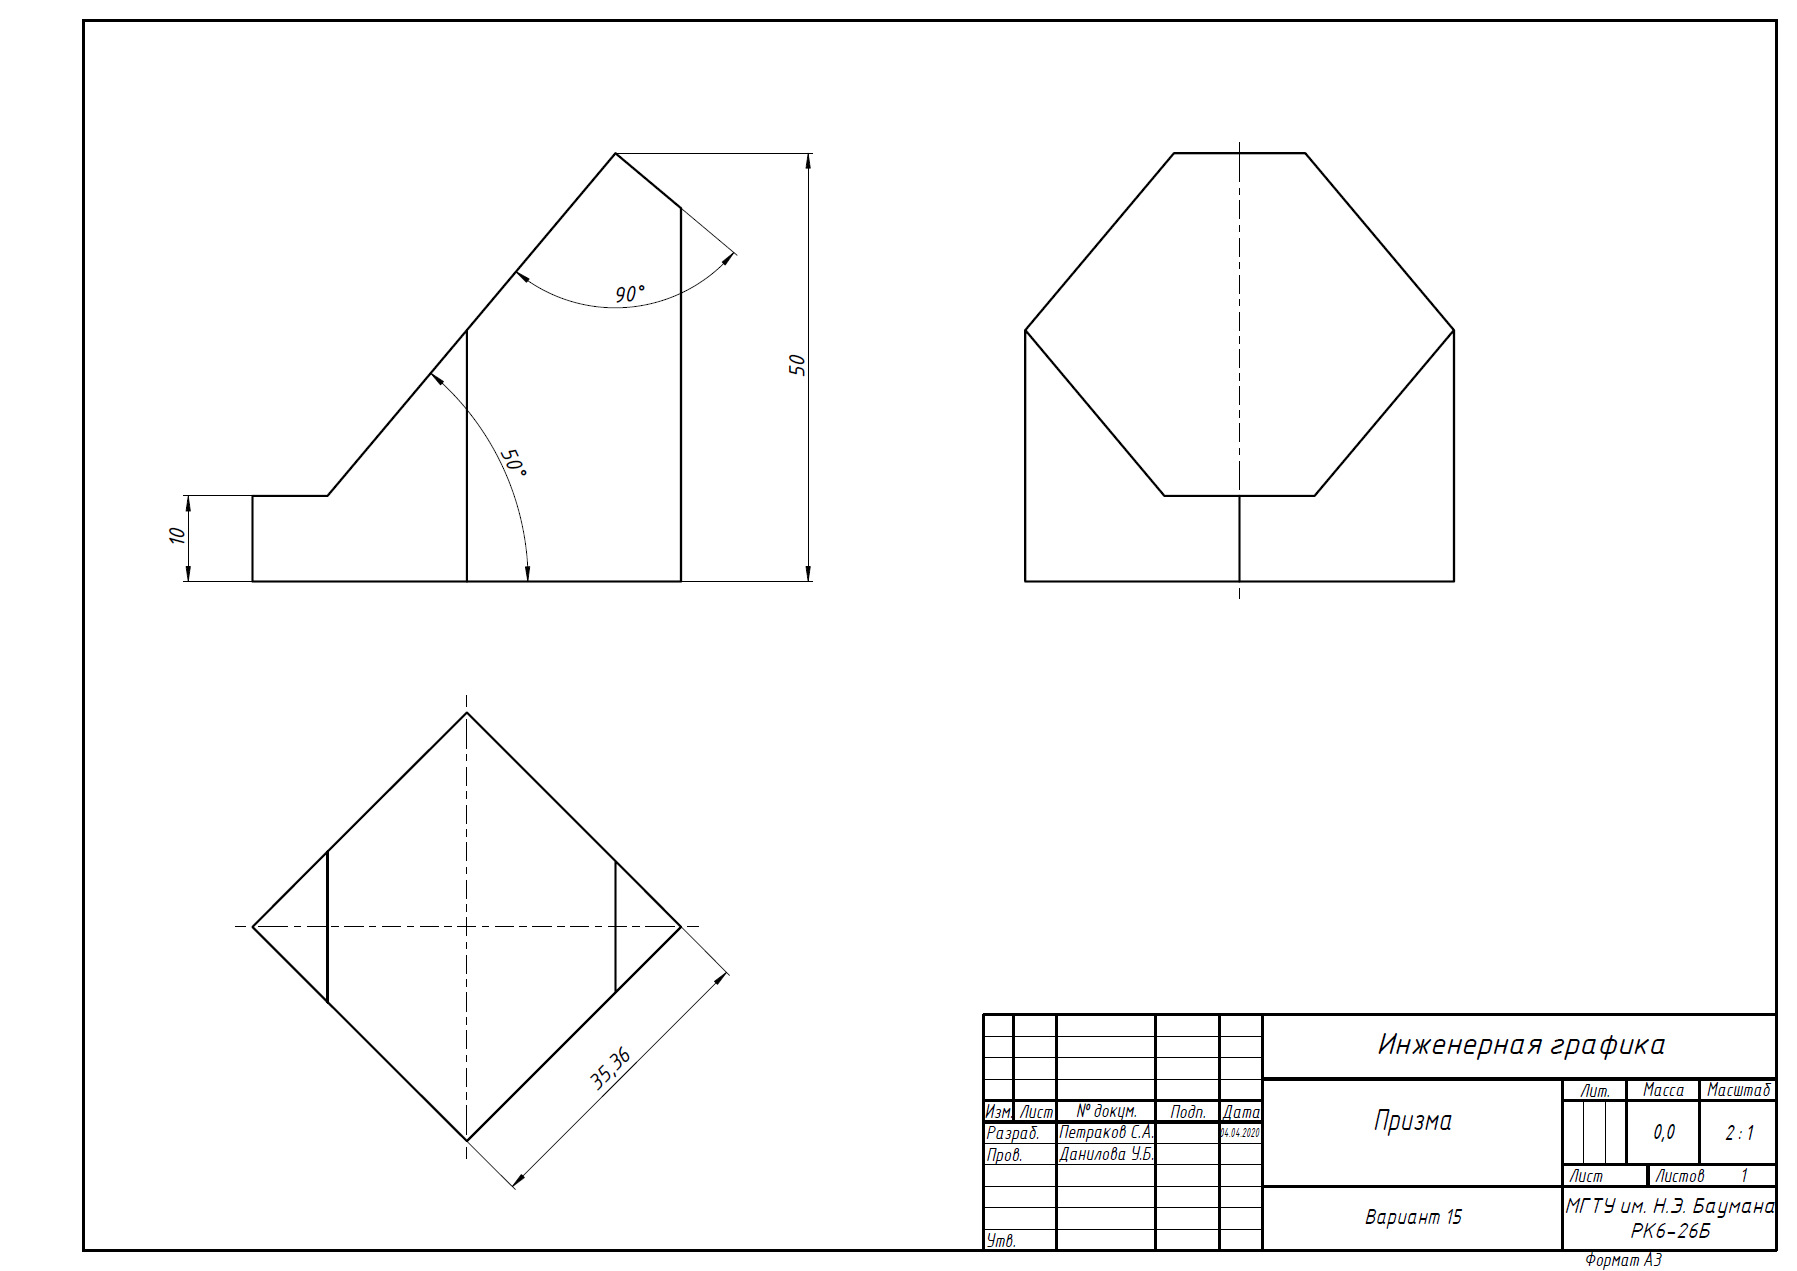 90°
50
50°
10
35,36
Инженерная графика
Лит. Масса Масштаб
Призма
0,0 2:1
Изм. Лист № докум. Подп. Дата
Разраб. Петраков С.А. 04.04.2020
Пров. Данилова У.Б.
Лист Листов 1
Вариант 15
МГТУ им. Н.Э. Баумана
РК6-26Б
Утв.
Формат А3